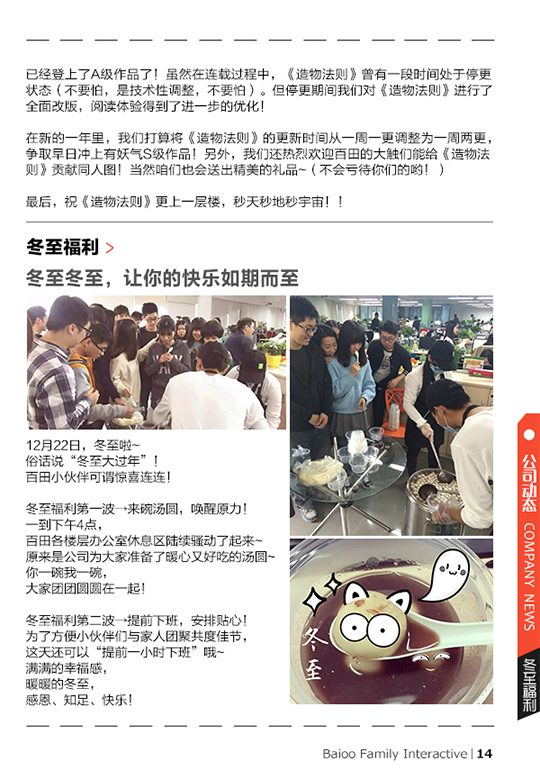 已经登上了A级作品了！虽然在连载过程中，《造物法则》曾有一段时间处于停更
状态（不要怕，是技术性调整，不要怕）。但停更期间我们对《造物法则》进行了
全面改版，阅读体验得到了进一步的优化！
在新的一年里，我们打算将《造物法则》的更新时间从一周一更调整为一周两更，
争取早日冲上有妖气S级作品！另外，我们还热烈欢迎百田的大触们能给《造物法
则》贡献同人图！当然咱们也会送出精美的礼品~（不会亏待你们的哟！）
最后，祝《造物法则》更上一层楼，秒天秒地秒宇宙！！
冬至福利 >
冬至冬至，让你的快乐如期而至
12月22日，冬至啦~
俗话说“冬至大过年”！
百田小伙伴可谓惊喜连连！
冬至福利第一波→来碗汤圆，唤醒原力！
一到下午4点，
百田各楼层办公室休息区陆续骚动了起来~
原来是公司为大家准备了暖心又好吃的汤圆~
你一碗我一碗，
大家团团圆圆在一起！
冬至福利第二波→提前下班，安排贴心！
为了方便小伙伴们与家人团聚共度佳节，
这天还可以“提前一小时下班”哦~
满满的幸福感，
暖暖的冬至，
感恩、知足、快乐！
冬至
公司动态 COMPANY NEWS
冬至福利
Baioo Family Interactive | 14